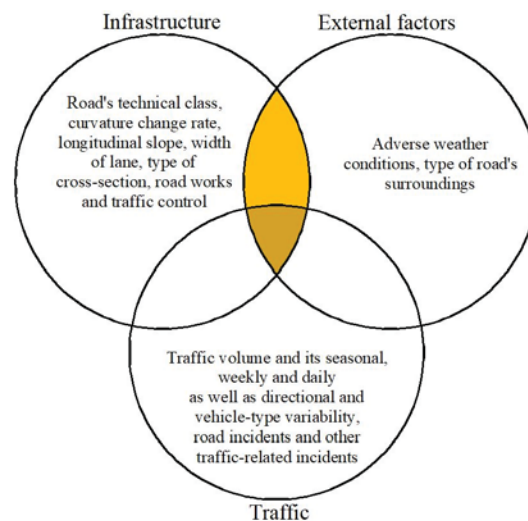 Infrastructure
External factors
Road's technical class,
curvature change rate,
longitudinal slope, width
of lane, type of
cross-section, road works
and traffic control
Adverse weather
conditions, type of road's
surroundings
Traffic volume and its seasonal,
weekly and daily
as well as directional and
vehicle-type variability,
road incidents and other
traffic-related incidents
Traffic